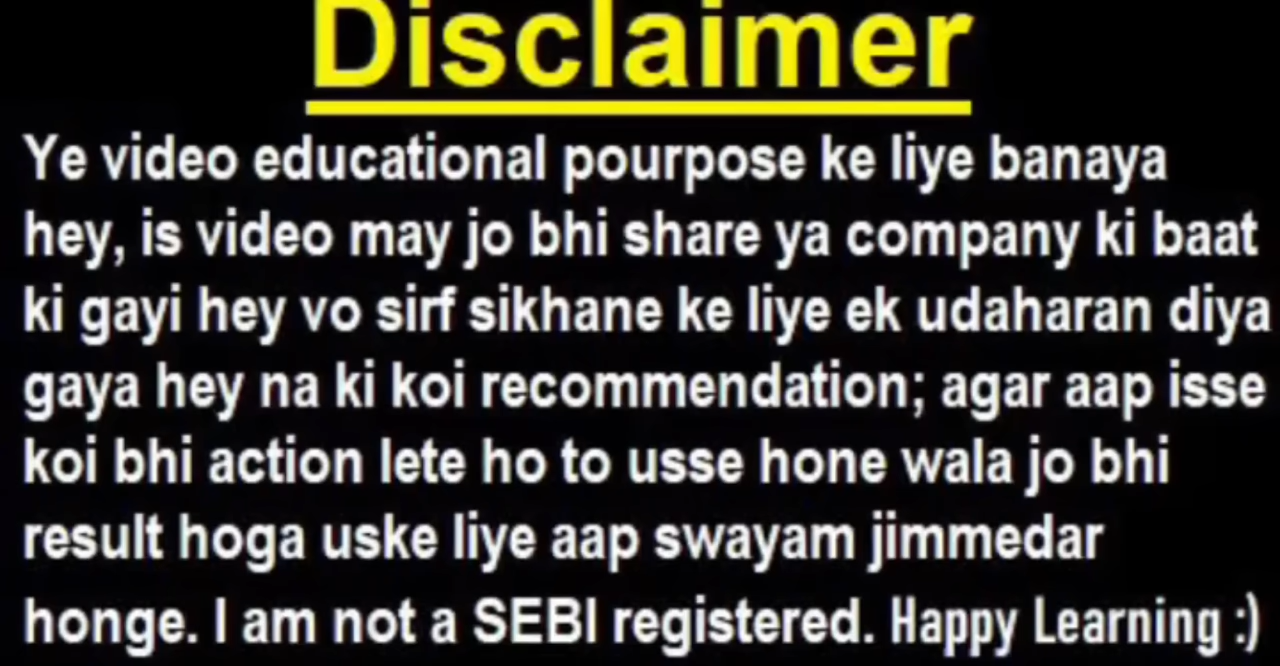 Disclaimer
Ye video educational pourpose ke liye banaya
hey, is video may jo bhi share ya company ki baat
ki gayi hey vo sirf sikhane ke liye ek udaharan diya
gaya hey na ki koi recommendation; agar aap isse
koi bhi action lete ho to usse hone wala jo bhi
result hoga uske liye aap swayam jimmedar
honge. I am not a SEBI registered. Happy Learning :)